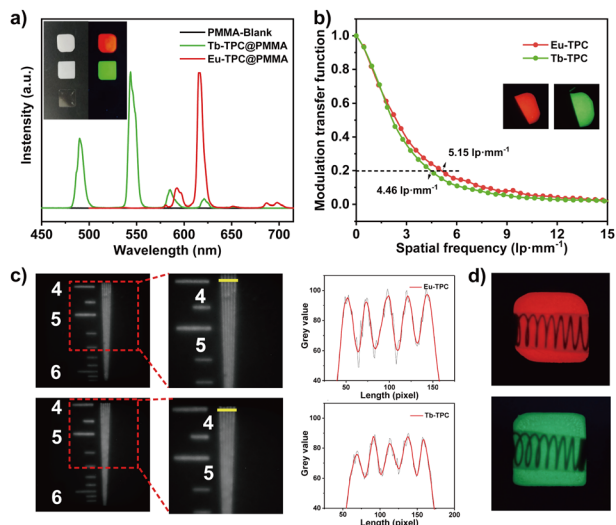 a)
PMMA-Blank
Tb-TPC@PMMA
Eu-TPC@PMMA
Instensity (a.u.)
450 500 550 600 650 700
Wavelength (nm)
b)
Eu-TPC
Tb-TPC
Modulation transfer function
1.0
0.8
0.6
0.4
0.2
0.0
5.15 lp·mm⁻¹
4.46 lp·mm⁻¹
0 3 6 9 12 15
Spatial frequency (lp·mm⁻¹)
c)
4
5
6
4
5
4
5
6
4
5
Eu-TPC
Grey value
100
80
60
40
50 100 150
Length (pixel)
Tb-TPC
Grey value
100
80
60
40
50 100 150 200
Length (pixel)
d)